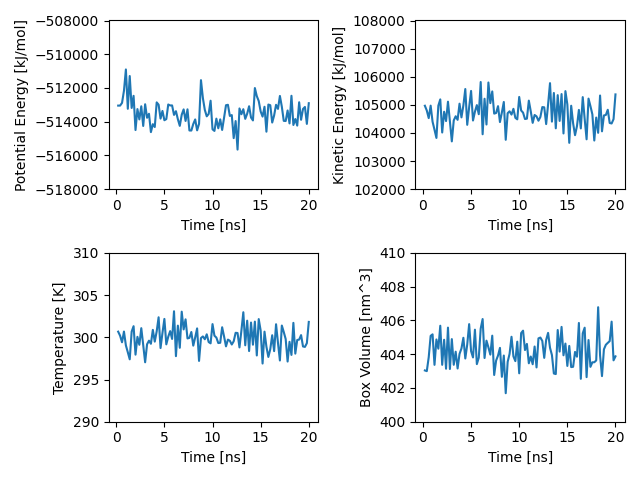 Potential Energy [kJ/mol]
−508000
−510000
−512000
−514000
−516000
−518000
0 5 10 15 20
Time [ns]
Kinetic Energy [kJ/mol]
108000
107000
106000
105000
104000
103000
102000
0 5 10 15 20
Time [ns]
Temperature [K]
310
305
300
295
290
0 5 10 15 20
Time [ns]
Box Volume [nm^3]
410
408
406
404
402
400
0 5 10 15 20
Time [ns]